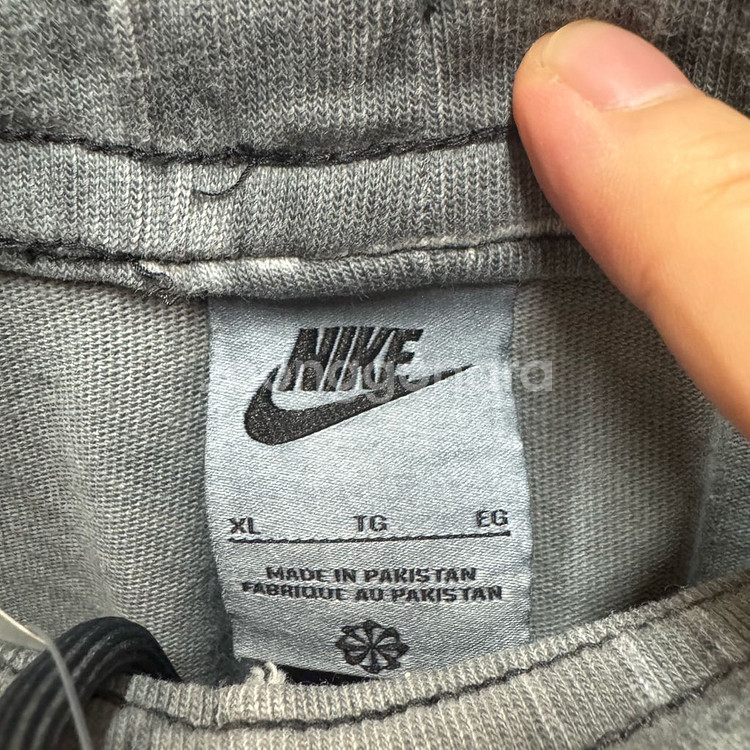 NIKE
XL TG EG
MADE IN PAKISTAN
FABRIQUE AU PAKISTAN